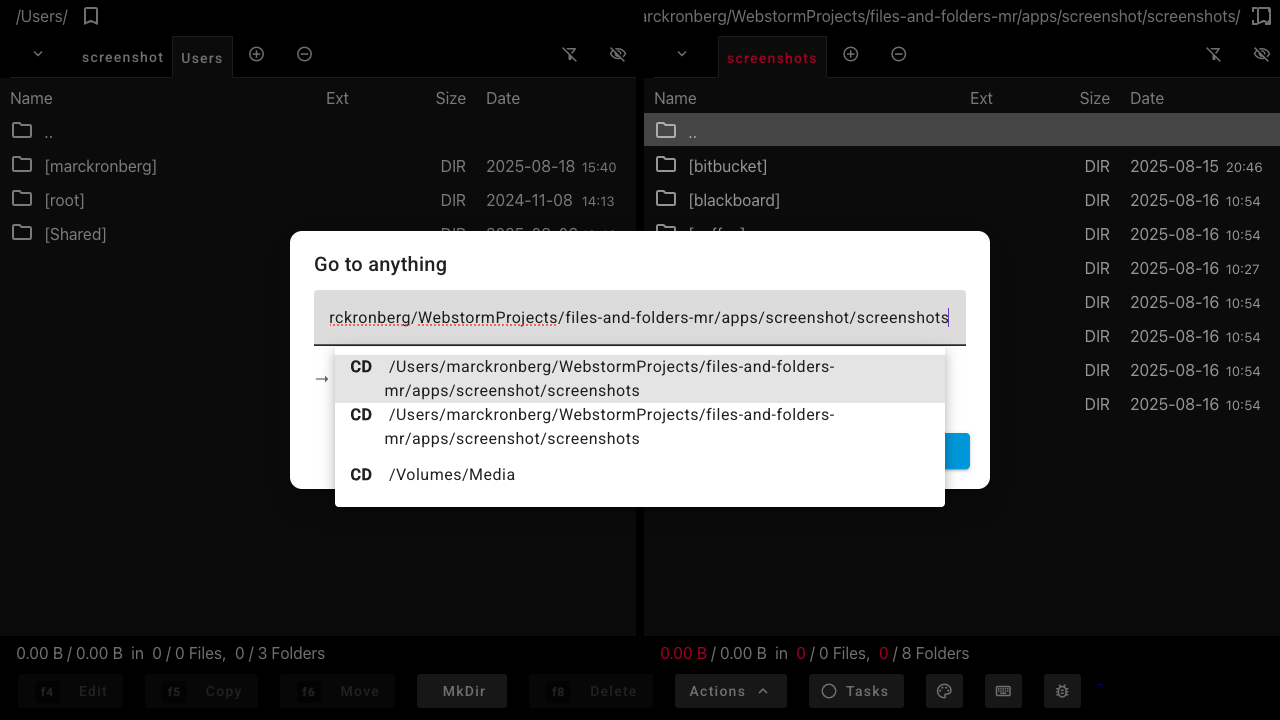 /Users/
arckronberg/WebstormProjects/files-and-folders-mr/apps/screenshot/screenshots/
screenshot Users
screenshots
Name Ext Size Date
Name Ext Size Date
..
[marckronberg] DIR 2025-08-18 15:40
[root] DIR 2024-11-08 14:13
[Shared] DIR
..
[bitbucket] DIR 2025-08-15 20:46
[blackboard] DIR 2025-08-16 10:54
DIR 2025-08-16 10:54
DIR 2025-08-16 10:27
DIR 2025-08-16 10:54
DIR 2025-08-16 10:54
DIR 2025-08-16 10:54
DIR 2025-08-16 10:54
Go to anything
rckronberg/WebstormProjects/files-and-folders-mr/apps/screenshot/screenshots
→
CD /Users/marckronberg/WebstormProjects/files-and-folders-
mr/apps/screenshot/screenshots
CD /Users/marckronberg/WebstormProjects/files-and-folders-
mr/apps/screenshot/screenshots
CD /Volumes/Media
0.00 B / 0.00 B in 0 / 0 Files, 0 / 3 Folders
0.00 B / 0.00 B in 0 / 0 Files, 0 / 8 Folders
f4 Edit f5 Copy f6 Move MkDir f8 Delete Actions Tasks